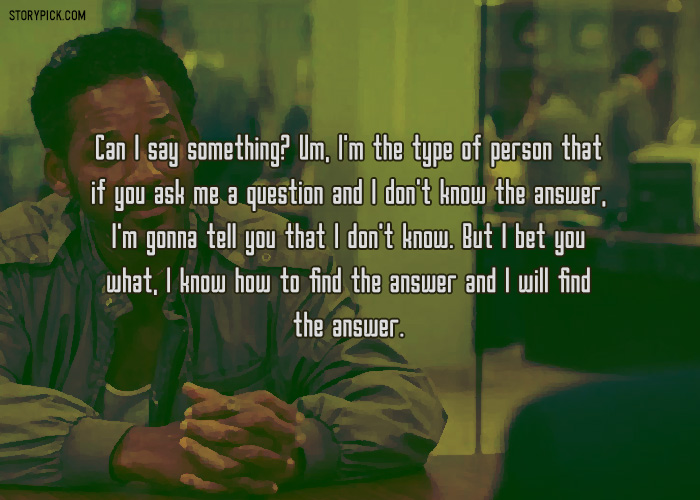 STORYPICK.COM
Can I say something? Um, I'm the type of person that
if you ask me a question and I don't know the answer,
I'm gonna tell you that I don't know. But I bet you
what, I know how to find the answer and I will find
the answer.